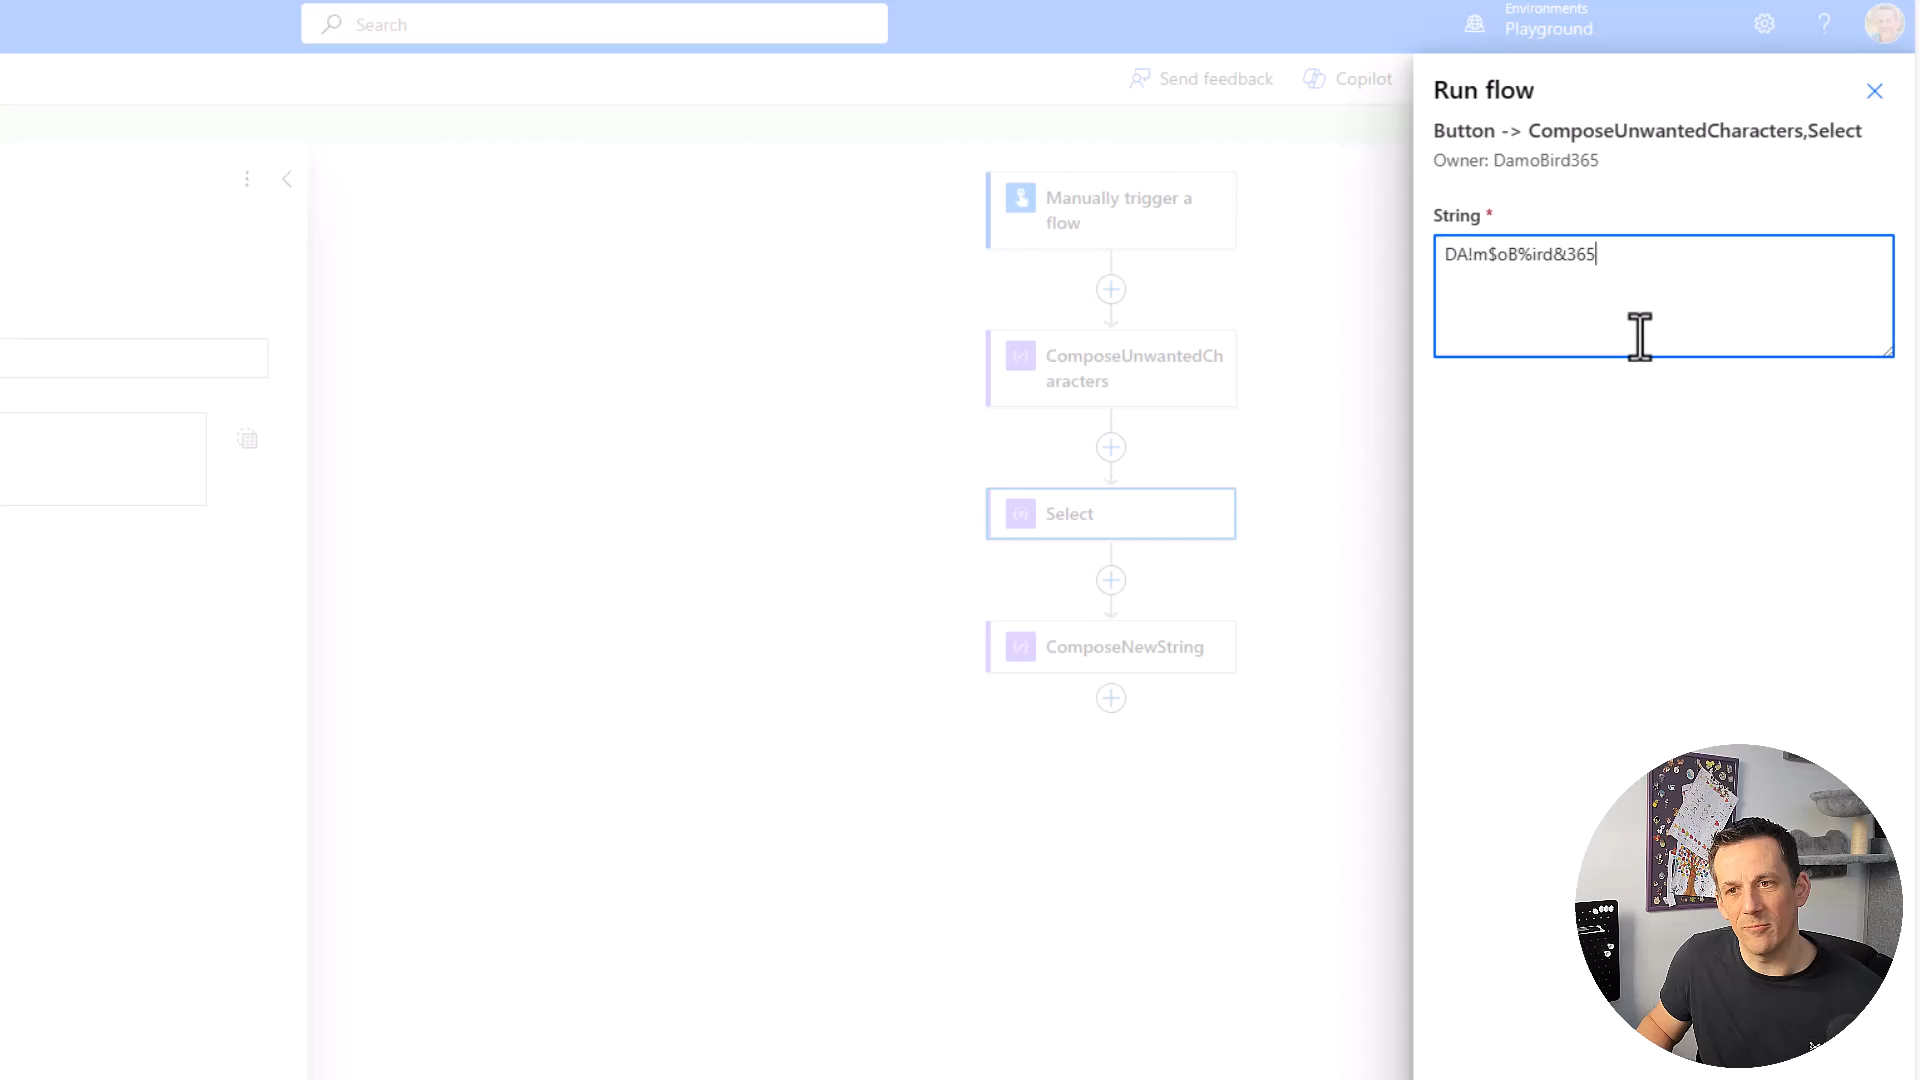 Search
Environments
Playground
Send feedback
Copilot
Run flow
Button -> ComposeUnwantedCharacters,Select
Owner: DamoBird365
String *
DA!m$oB%ird&365
Manually trigger a
flow
ComposeUnwantedCh
aracters
Select
ComposeNewString